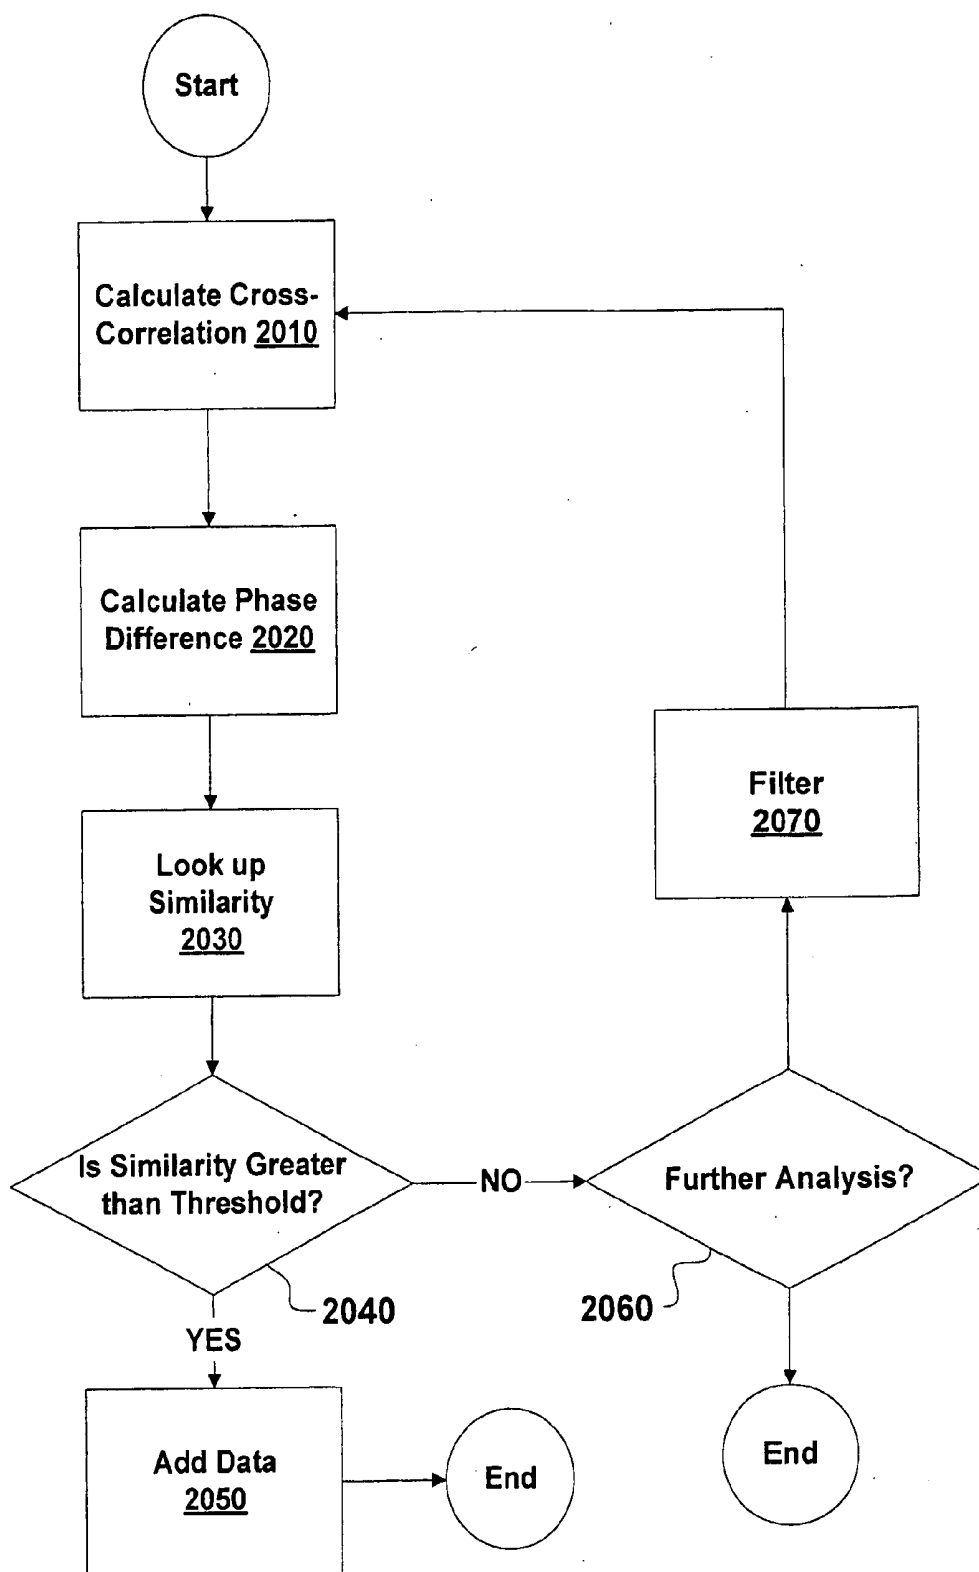 Start
Calculate Cross-
Correlation 2010
Calculate Phase
Difference 2020
Look up
Similarity
2030
Is Similarity Greater
than Threshold?
2040
YES
Add Data
2050
End
NO
Further Analysis?
2060
Filter
2070
End